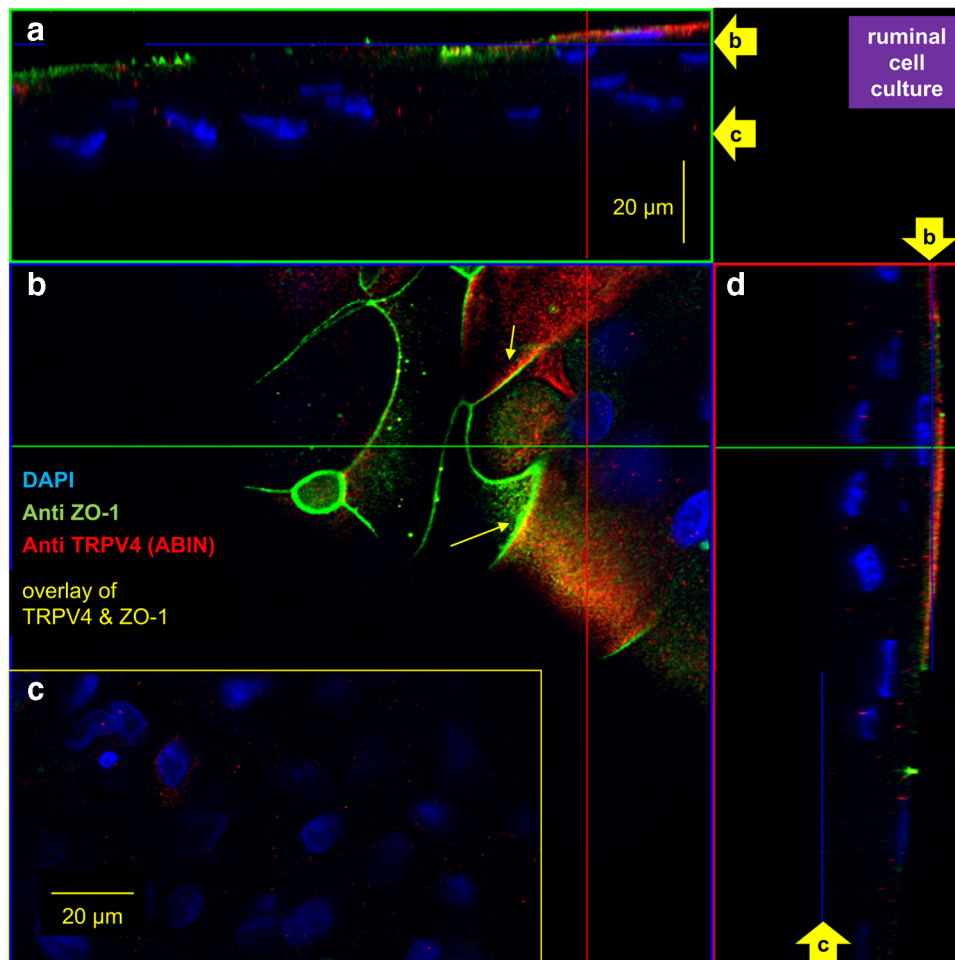 a
b
c
20 µm
ruminal
cell
culture
b
b
d
DAPI
Anti ZO-1
Anti TRPV4 (ABIN)
overlay of
TRPV4 & ZO-1
c
20 µm
c